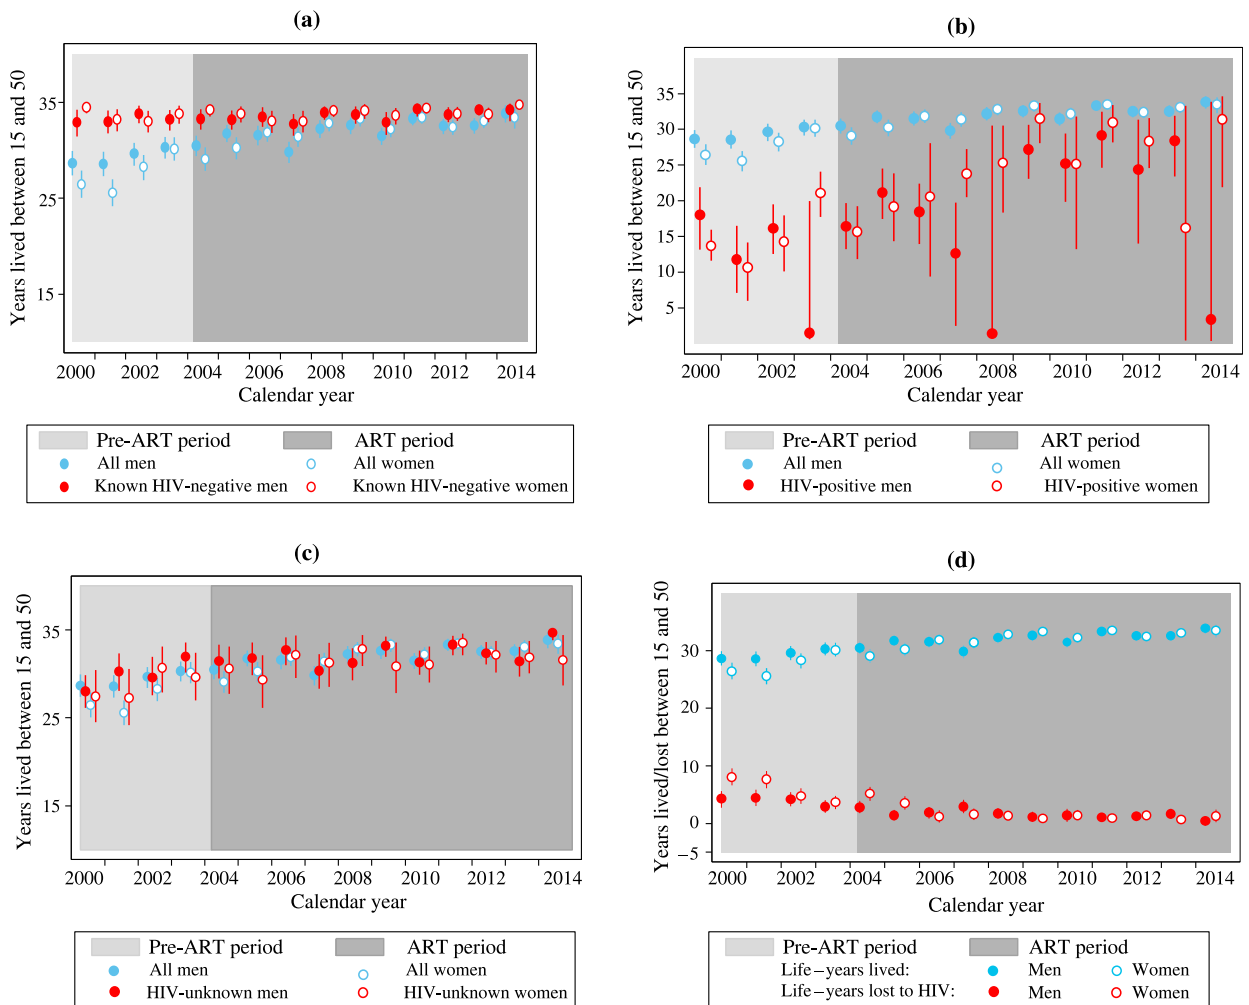 (a)
Years lived between 15 and 50
35
25
15
2000 2002 2004 2006 2008 2010 2012 2014
Calendar year
Pre-ART period ART period
All men All women
Known HIV-negative men Known HIV-negative women
(b)
Years lived between 15 and 50
35
30
25
20
15
10
5
2000 2002 2004 2006 2008 2010 2012 2014
Calendar year
Pre-ART period ART period
All men All women
HIV-positive men HIV-positive women
(c)
Years lived between 15 and 50
35
25
15
2000 2002 2004 2006 2008 2010 2012 2014
Calendar year
Pre-ART period ART period
All men All women
HIV-unknown men HIV-unknown women
(d)
Years lived/lost between 15 and 50
30
20
10
0
−5
2000 2002 2004 2006 2008 2010 2012 2014
Calendar year
Pre-ART period ART period
Life–years lived: Men Women
Life–years lost to HIV: Men Women